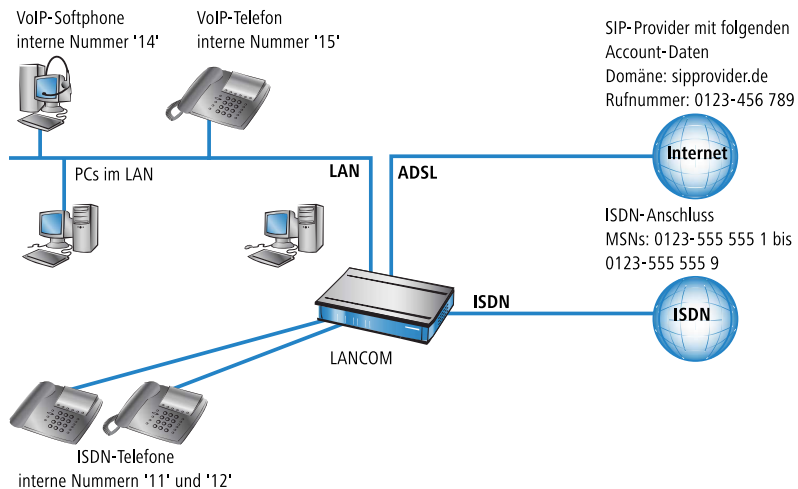 VoIP-Softphone
interne Nummer '14'
VoIP-Telefon
interne Nummer '15'
SIP-Provider mit folgenden
Account-Daten
Domäne: sipprovider.de
Rufnummer: 0123-456 789
Internet
PCs im LAN
LAN
ADSL
ISDN-Anschluss
MSNs: 0123-555 555 1 bis
0123-555 555 9
ISDN
ISDN
LANCOM
ISDN-Telefone
interne Nummern '11' und '12'